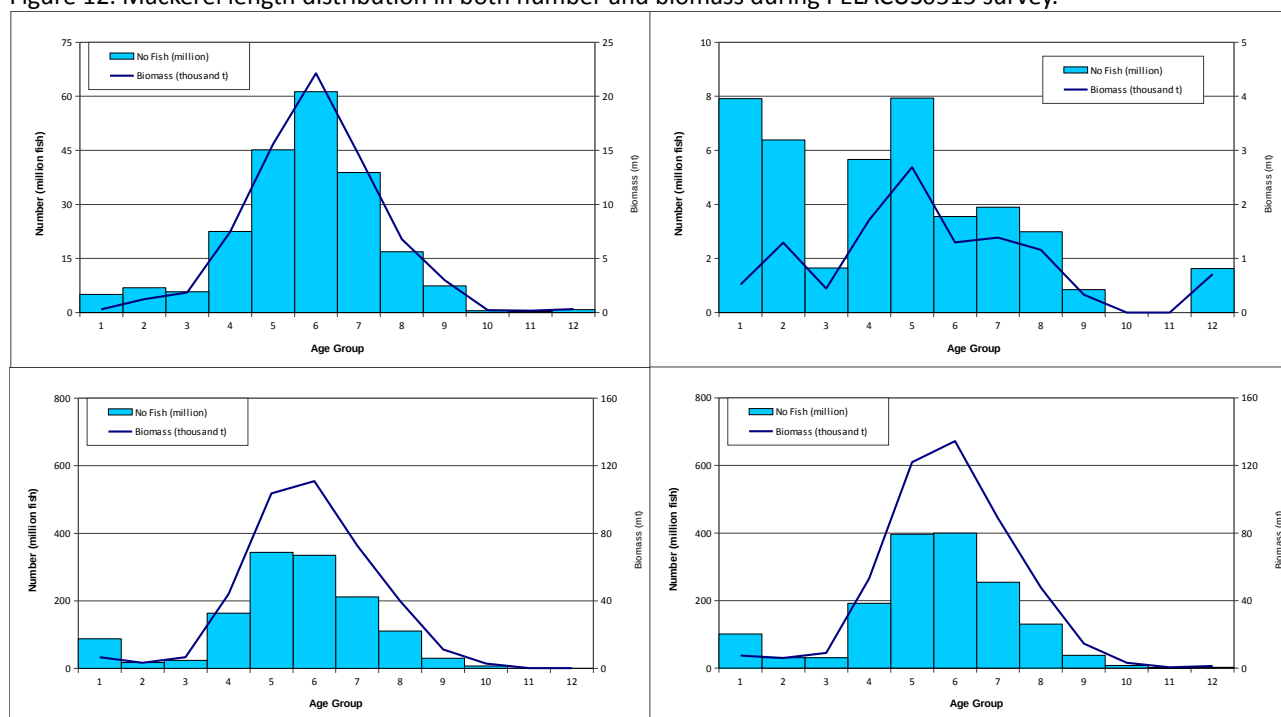 Figure 12. Mackerel length distribution in both number and biomass during PELACUS0315 survey.
75
60
45
30
15
0
Number (million fish)
No Fish (million)
Biomass (thousand t)
25
20
15
10
5
0
Biomass (mt)
1 2 3 4 5 6 7 8 9 10 11 12
Age Group
10
8
6
4
2
0
Number (million fish)
No Fish (million)
Biomass (thousand t)
5
4
3
2
1
0
Biomass (mt)
1 2 3 4 5 6 7 8 9 10 11 12
Age Group
800
600
400
200
0
Number (million fish)
No Fish (million)
Biomass (thousand t)
160
120
80
40
0
Biomass (mt)
1 2 3 4 5 6 7 8 9 10 11 12
Age Group
800
600
400
200
0
Number (million fish)
No Fish (million)
Biomass (thousand t)
160
120
80
40
0
Biomass (mt)
1 2 3 4 5 6 7 8 9 10 11 12
Age Group